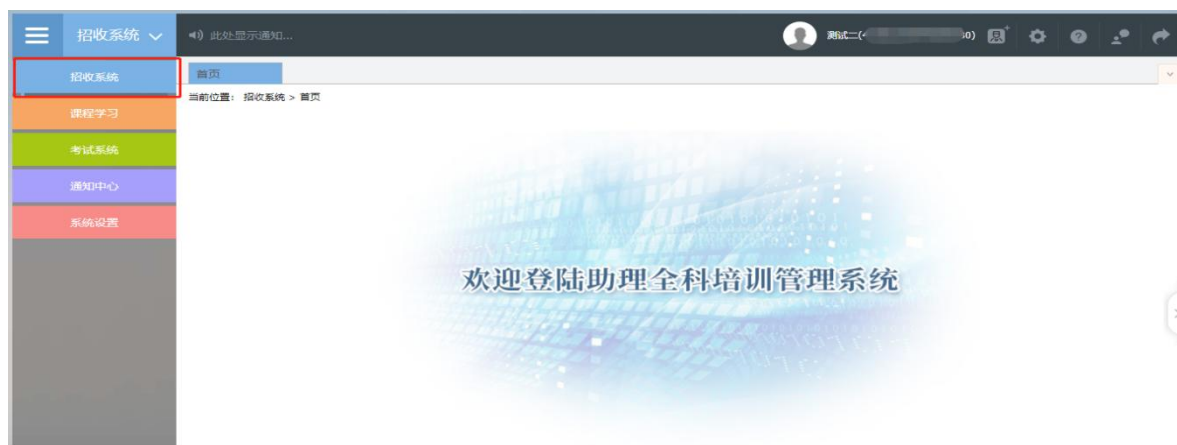 招收系统
此处显示通知...
测试二(4
0)
招收系统
首页
当前位置： 招收系统 > 首页
课程学习
考试系统
通知中心
系统设置
欢迎登陆助理全科培训管理系统